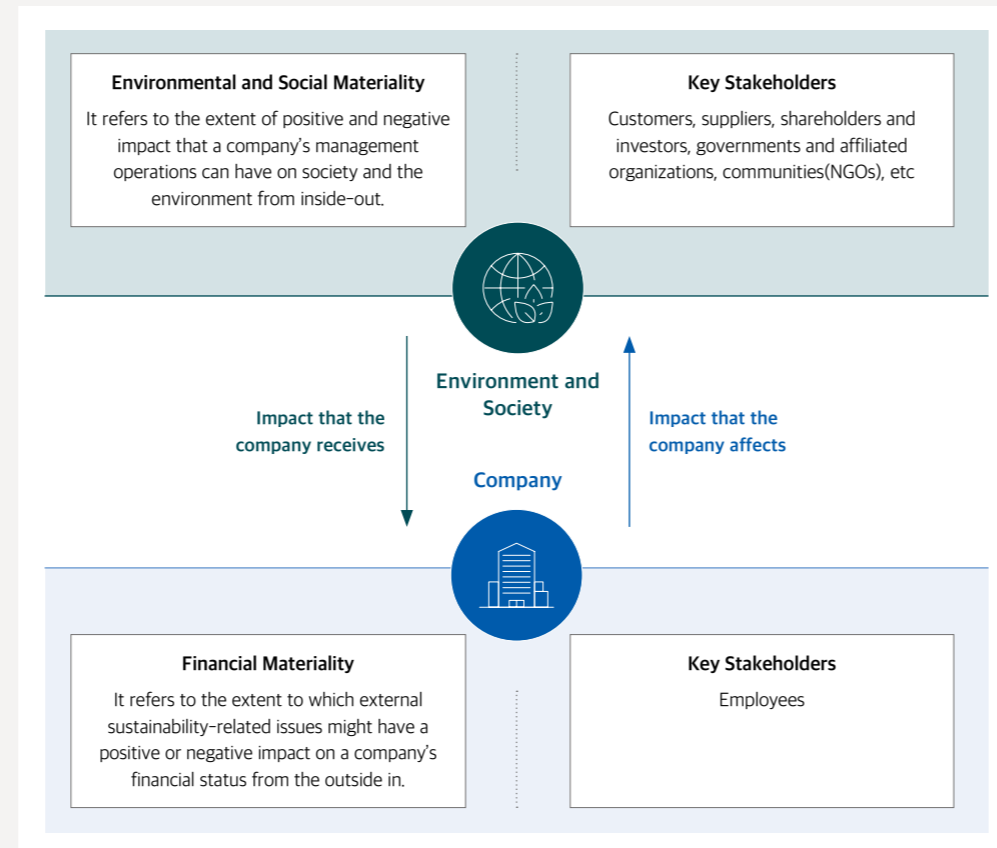 Environmental and Social Materiality
It refers to the extent of positive and negative
impact that a company's management
operations can have on society and the
environment from inside-out.
Key Stakeholders
Customers, suppliers, shareholders and
investors, governments and affiliated
organizations, communities(NGOs), etc
Environment and
Society
Impact that the
company receives
Impact that the
company affects
Company
Financial Materiality
It refers to the extent to which external
sustainability-related issues might have a
positive or negative impact on a company's
financial status from the outside in.
Key Stakeholders
Employees